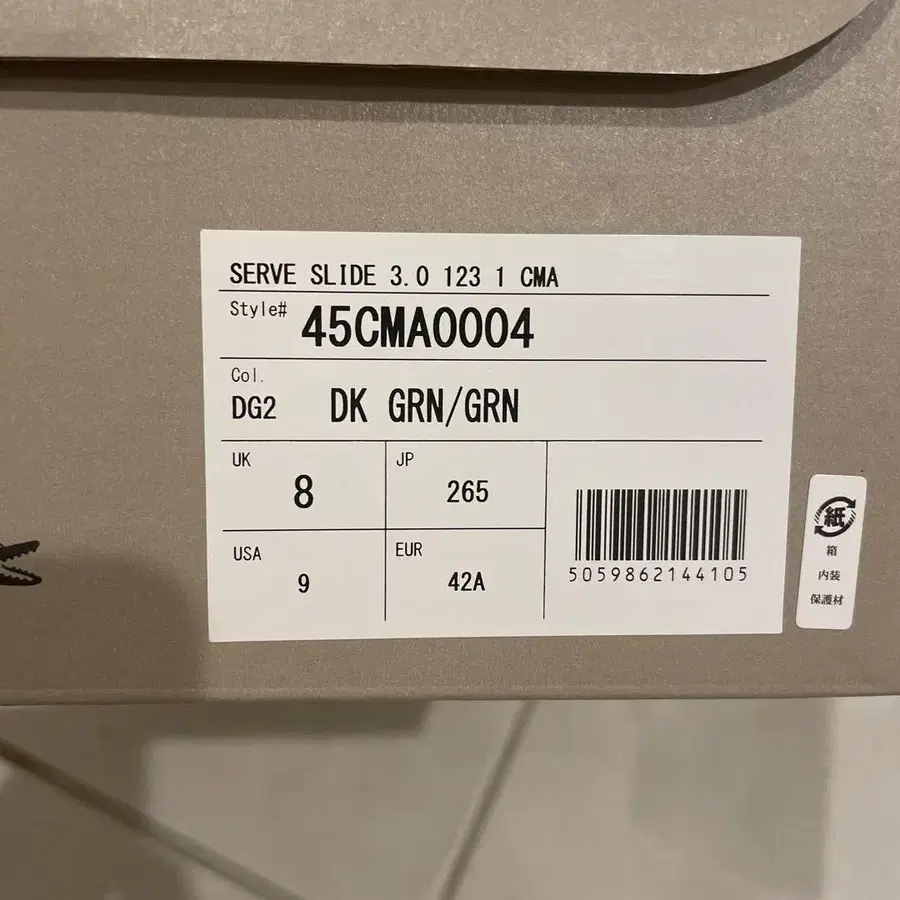 SERVE SLIDE 3.0 123 1 CMA
Style# 45CMA0004
Col.
DG2 DK GRN/GRN
UK
8
JP
265
USA
9
EUR
42A
5059862144105
紙
箱
内装
保護材